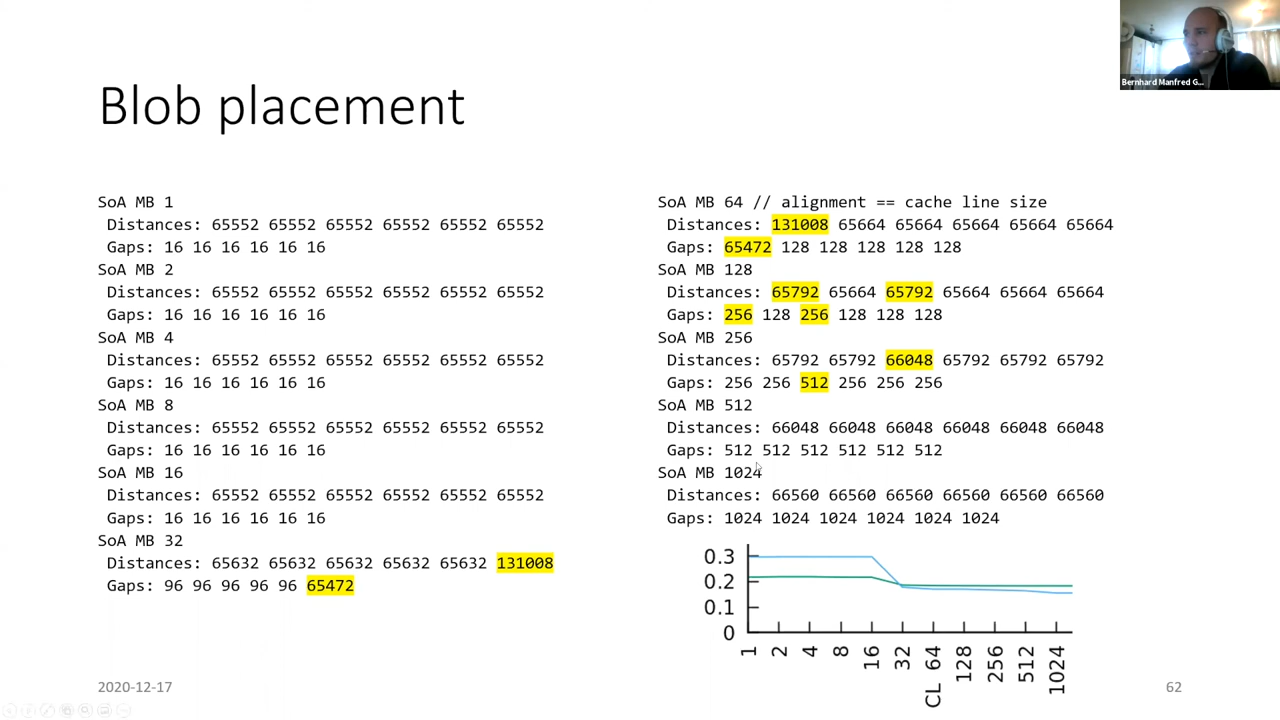 Bernhard Manfred G...
Blob placement
SoA MB 1
Distances: 65552 65552 65552 65552 65552 65552
Gaps: 16 16 16 16 16 16
SoA MB 2
Distances: 65552 65552 65552 65552 65552 65552
Gaps: 16 16 16 16 16 16
SoA MB 4
Distances: 65552 65552 65552 65552 65552 65552
Gaps: 16 16 16 16 16 16
SoA MB 8
Distances: 65552 65552 65552 65552 65552 65552
Gaps: 16 16 16 16 16 16
SoA MB 16
Distances: 65552 65552 65552 65552 65552 65552
Gaps: 16 16 16 16 16 16
SoA MB 32
Distances: 65632 65632 65632 65632 65632 131008
Gaps: 96 96 96 96 96 65472
SoA MB 64 // alignment == cache line size
Distances: 131008 65664 65664 65664 65664 65664
Gaps: 65472 128 128 128 128 128
SoA MB 128
Distances: 65792 65664 65792 65664 65664 65664
Gaps: 256 128 256 128 128 128
SoA MB 256
Distances: 65792 65792 66048 65792 65792 65792
Gaps: 256 256 512 256 256 256
SoA MB 512
Distances: 66048 66048 66048 66048 66048 66048
Gaps: 512 512 512 512 512 512
SoA MB 1024
Distances: 66560 66560 66560 66560 66560 66560
Gaps: 1024 1024 1024 1024 1024 1024
0.3
0.2
0.1
0
1
2
4
8
16
32
CL 64
128
256
512
1024
2020-12-17
62